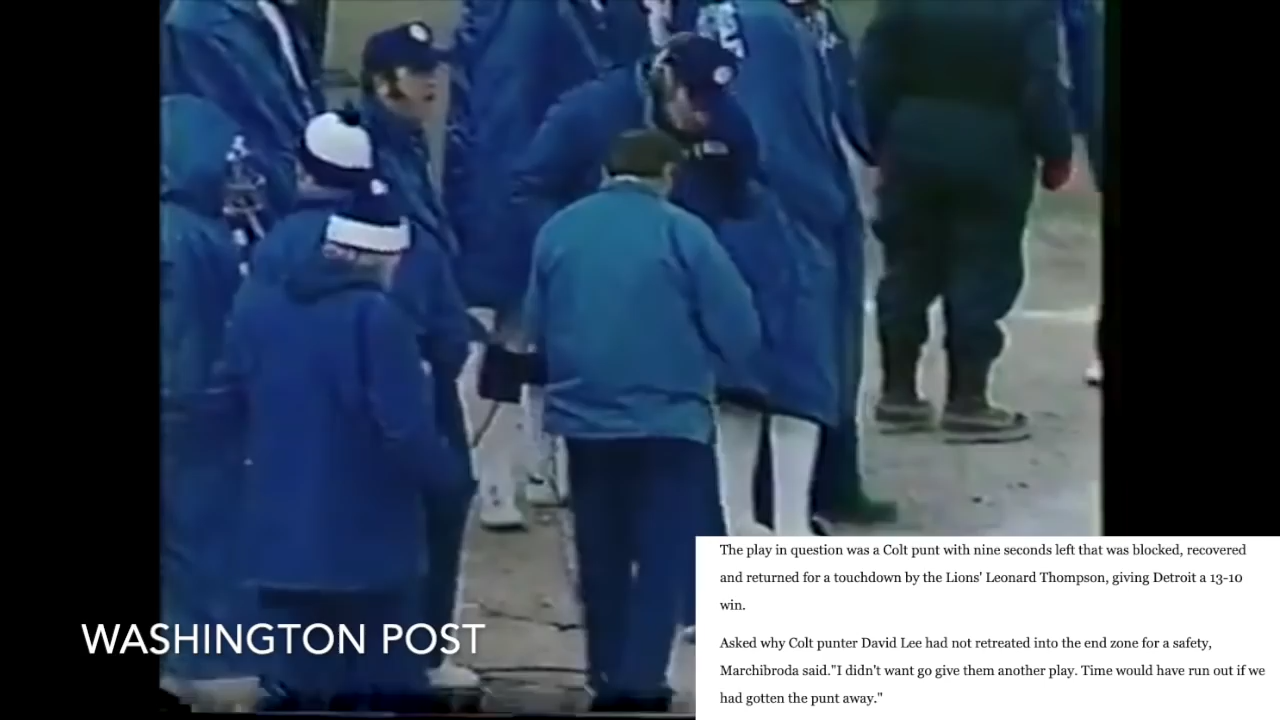 WASHINGTON POST
The play in question was a Colt punt with nine seconds left that was blocked, recovered
and returned for a touchdown by the Lions' Leonard Thompson, giving Detroit a 13-10
win.
Asked why Colt punter David Lee had not retreated into the end zone for a safety,
Marchibroda said."I didn't want go give them another play. Time would have run out if we
had gotten the punt away."